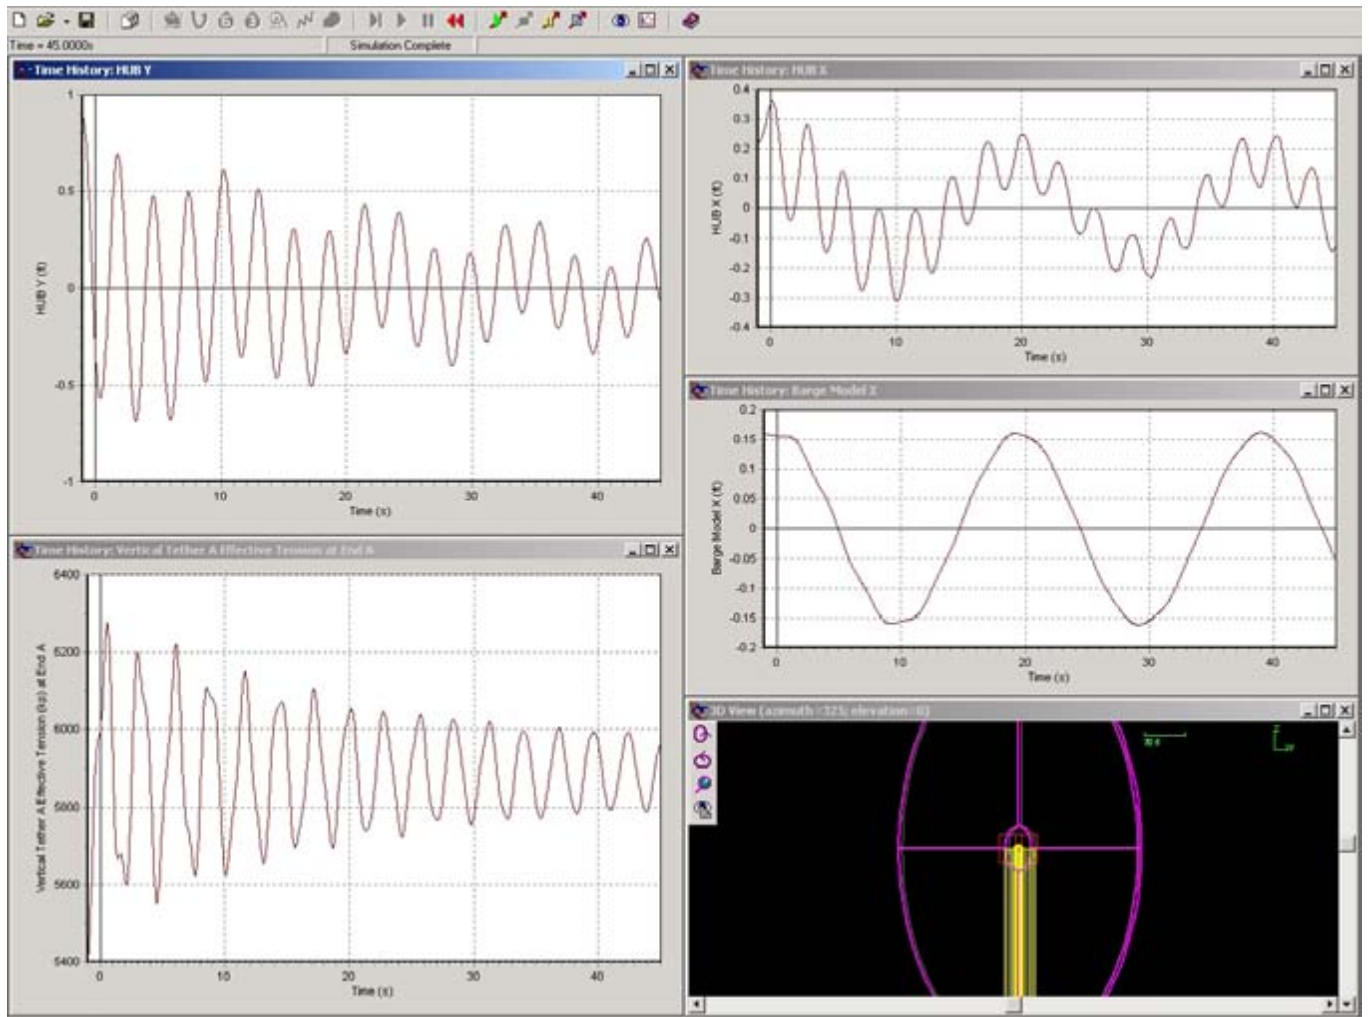 Time = 45.0000s
Simulation Complete
Time History: HUB Y
1
0.5
0
-0.5
-1
HUB Y (ft)
0 10 20 30 40
Time (s)
Time History: Vertical Tether A Effective Tension at End A
6400
6200
6000
5800
5600
5400
Vertical Tether A Effective Tension (kip) at End A
0 10 20 30 40
Time (s)
Time History: HUB X
0.4
0.3
0.2
0.1
0
-0.1
-0.2
-0.3
-0.4
HUB X (ft)
0 10 20 30 40
Time (s)
Time History: Barge Model X
0.2
0.15
0.1
0.05
0
-0.05
-0.1
-0.15
-0.2
Barge Model X (ft)
0 10 20 30 40
Time (s)
3D View (azimuth=325; elevation=0)
Z